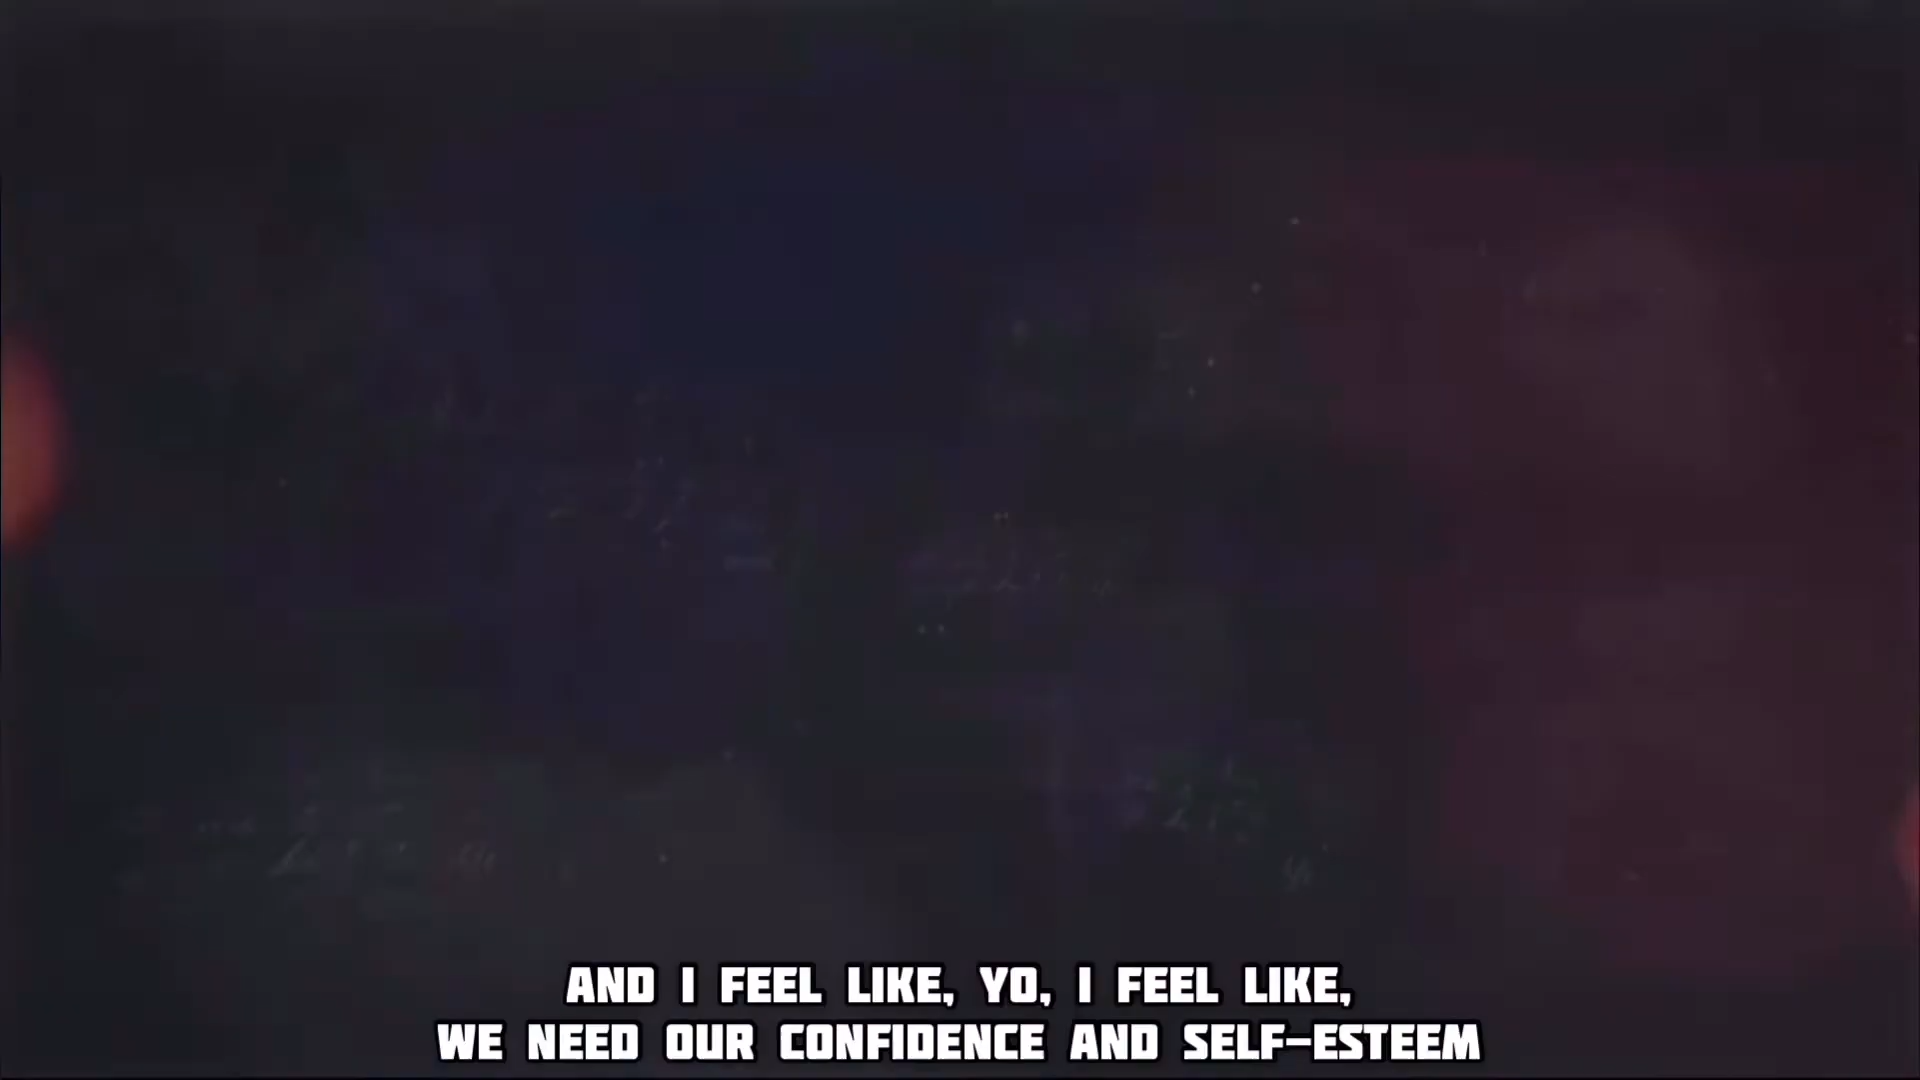 AND I FEEL LIKE, YO, I FEEL LIKE,
WE NEED OUR CONFIDENCE AND SELF-ESTEEM